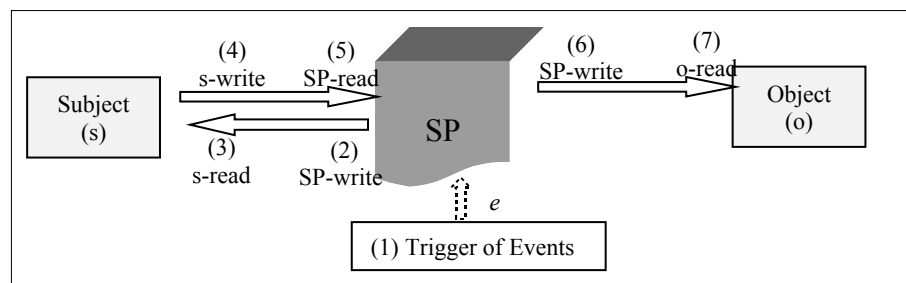 (4) (5) (6) (7)
s-write SP-read SP-write o-read
Subject
(s)
SP
Object
(o)
(3) (2)
s-read SP-write
e
(1) Trigger of Events